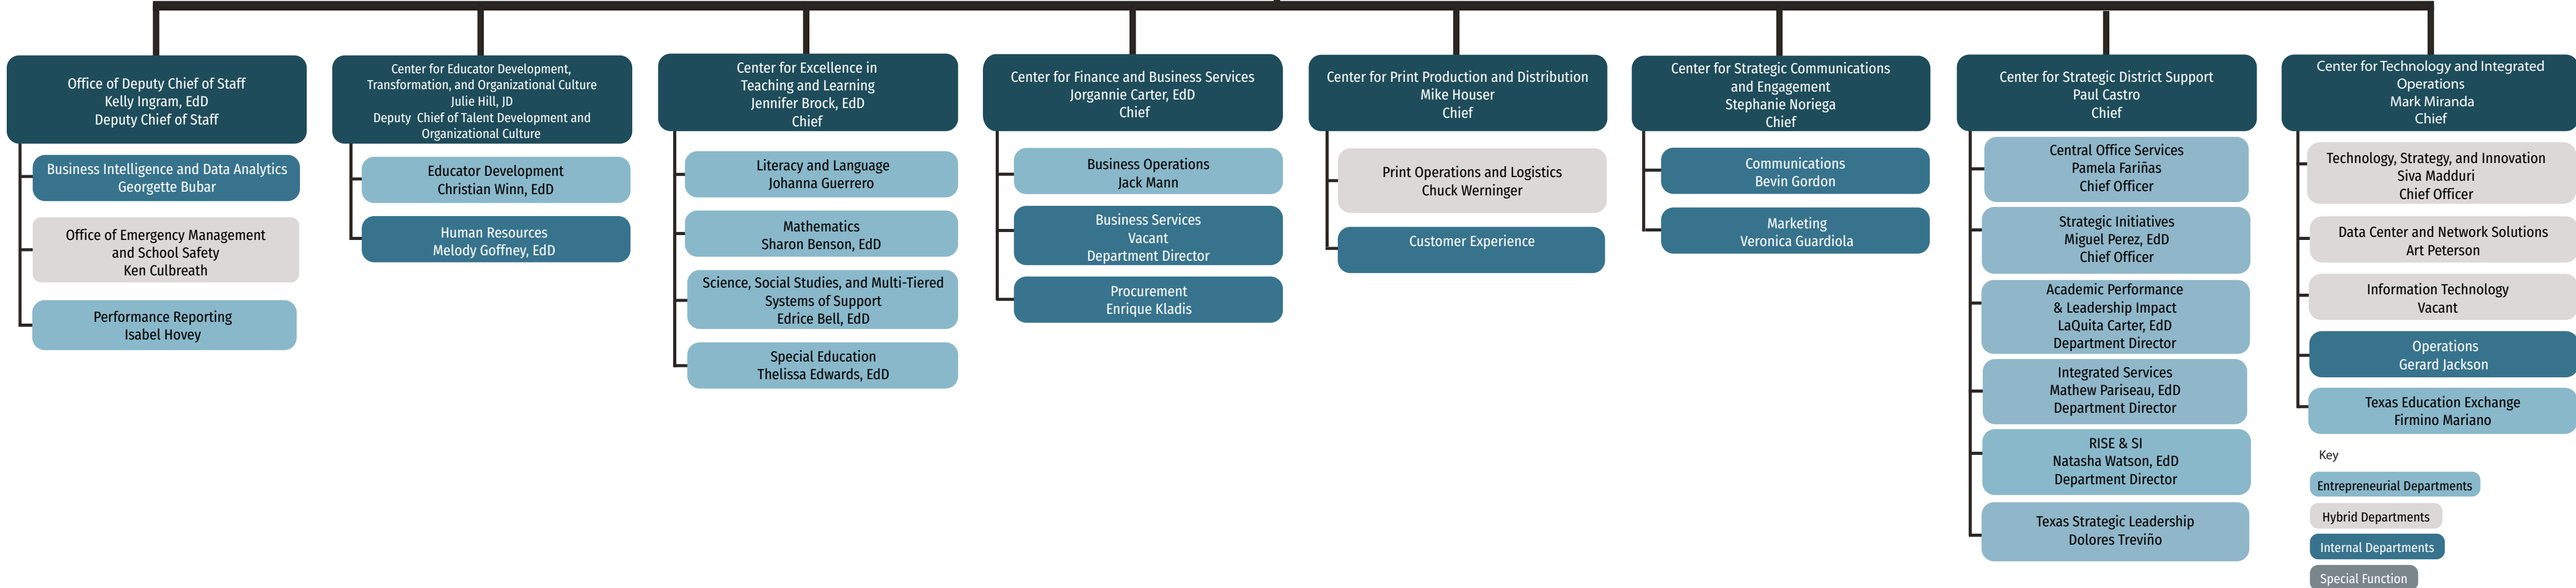 Office of Deputy Chief of Staff
Kelly Ingram, EdD
Deputy Chief of Staff
Business Intelligence and Data Analytics
Georgette Bubar
Office of Emergency Management
and School Safety
Ken Culbreath
Performance Reporting
Isabel Hovey
Center for Educator Development,
Transformation, and Organizational Culture
Julie Hill, JD
Deputy Chief of Talent Development and
Organizational Culture
Educator Development
Christian Winn, EdD
Human Resources
Melody Goffney, EdD
Center for Excellence in
Teaching and Learning
Jennifer Brock, EdD
Chief
Literacy and Language
Johanna Guerrero
Mathematics
Sharon Benson, EdD
Science, Social Studies, and Multi-Tiered
Systems of Support
Edrice Bell, EdD
Special Education
Thelissa Edwards, EdD
Center for Finance and Business Services
Jorgannie Carter, EdD
Chief
Business Operations
Jack Mann
Business Services
Vacant
Department Director
Procurement
Enrique Kladis
Center for Print Production and Distribution
Mike Houser
Chief
Print Operations and Logistics
Chuck Werninger
Customer Experience
Center for Strategic Communications
and Engagement
Stephanie Noriega
Chief
Communications
Bevin Gordon
Marketing
Veronica Guardiola
Center for Strategic District Support
Paul Castro
Chief
Central Office Services
Pamela Fariñas
Chief Officer
Strategic Initiatives
Miguel Perez, EdD
Chief Officer
Academic Performance
& Leadership Impact
LaQuita Carter, EdD
Department Director
Integrated Services
Mathew Pariseau, EdD
Department Director
RISE & SI
Natasha Watson, EdD
Department Director
Texas Strategic Leadership
Dolores Treviño
Center for Technology and Integrated
Operations
Mark Miranda
Chief
Technology, Strategy, and Innovation
Siva Madduri
Chief Officer
Data Center and Network Solutions
Art Peterson
Information Technology
Vacant
Operations
Gerard Jackson
Texas Education Exchange
Firmino Mariano
Key
Entrepreneurial Departments
Hybrid Departments
Internal Departments
Special Function